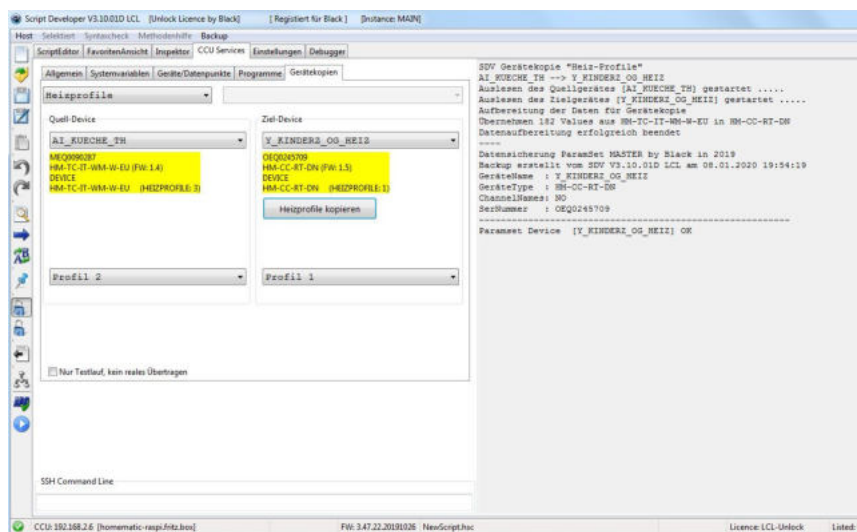 Script Developer V3.10.01D LCL [Unlock Licence by Black] [ Registiert für Black ] [Instance: MAIN]
Host Selektiert Syntaxcheck Methodenhilfe Backup
ScriptEditor FavoritenAnsicht Inspektor CCU Services Einstellungen Debugger
Allgemein Systemvariablen Geräte/Datenpunkte Programme Gerätekopien
Heizprofile
Quell-Device Ziel-Device
AI_KUECHE_TH Y_KINDERZ_OG_HEIZ
MEQ0090287 OEQ0245709
HM-TC-IT-WM-W-EU (FW: 1.4) HM-CC-RT-DN (FW: 1.5)
DEVICE DEVICE
HM-TC-IT-WM-W-EU (HEIZPROFILE: 3) HM-CC-RT-DN (HEIZPROFILE: 1)
Heizprofile kopieren
Profil 2 Profil 1
Nur Testlauf, kein reales Übertragen
SSH Command Line
SDV Gerätekopie "Heiz-Profile"
AI_KUECHE_TH --> Y_KINDERZ_OG_HEIZ
Auslesen des Quellgerätes [AI_KUECHE_TH] gestartet .....
Auslesen des Zielgerätes [Y_KINDERZ_OG_HEIZ] gestartet .....
Aufbereitung der Daten für Gerätekopie
Übernehmen 182 Values aus HM-TC-IT-WM-W-EU in HM-CC-RT-DN
Datenaufbereitung erfolgreich beendet
----
Datensicherung ParamSet MASTER by Black in 2019
Backup erstellt vom SDV V3.10.01D LCL am 08.01.2020 19:54:19
GeräteName : Y_KINDERZ_OG_HEIZ
GeräteType : HM-CC-RT-DN
ChannelNames: NO
SerNummer : OEQ0245709
------------------------------------------------------------
Paramset Device [Y_KINDERZ_OG_HEIZ] OK
CCU: 192.168.2.6 [homematic-raspi.fritz.box] FW: 3.47.22.20191026 NewScript.hsc Licence: LCL-Unlock Listed: